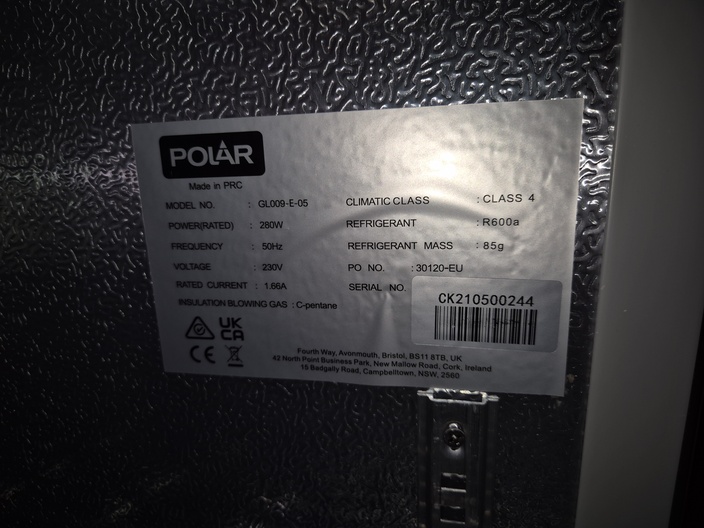 POLAR
Made in PRC
MODEL NO. : GL009-E-05
POWER(RATED) : 280W
FREQUENCY : 50Hz
VOLTAGE : 230V
RATED CURRENT : 1.66A
INSULATION BLOWING GAS : C-pentane
CLIMATIC CLASS : CLASS 4
REFRIGERANT : R600a
REFRIGERANT MASS : 85g
PO NO. : 30120-EU
SERIAL NO.
CK210500244
UK
CA
CE
Fourth Way, Avonmouth, Bristol, BS11 8TB, UK
42 North Point Business Park, New Mallow Road, Cork, Ireland
15 Badgally Road, Campbelltown, NSW, 2560